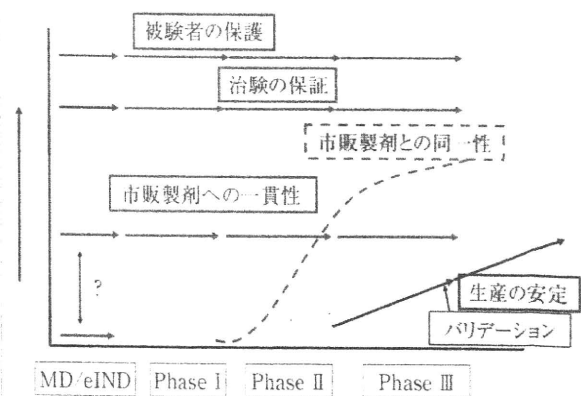 被験者の保護
治験の保証
市販製剤との同一性
市販製剤への一貫性
?
生産の安定
バリデーション
MD/eIND
Phase Ⅰ
Phase Ⅱ
Phase Ⅲ